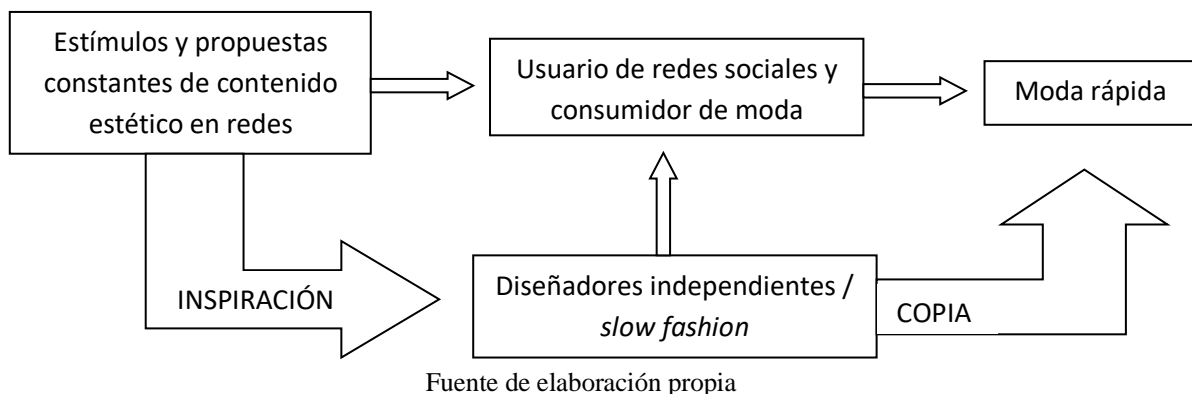 Estímulos y propuestas
constantes de contenido
estético en redes
Usuario de redes sociales y
consumidor de moda
Moda rápida
INSPIRACIÓN
Diseñadores independientes /
slow fashion
COPIA
Fuente de elaboración propia